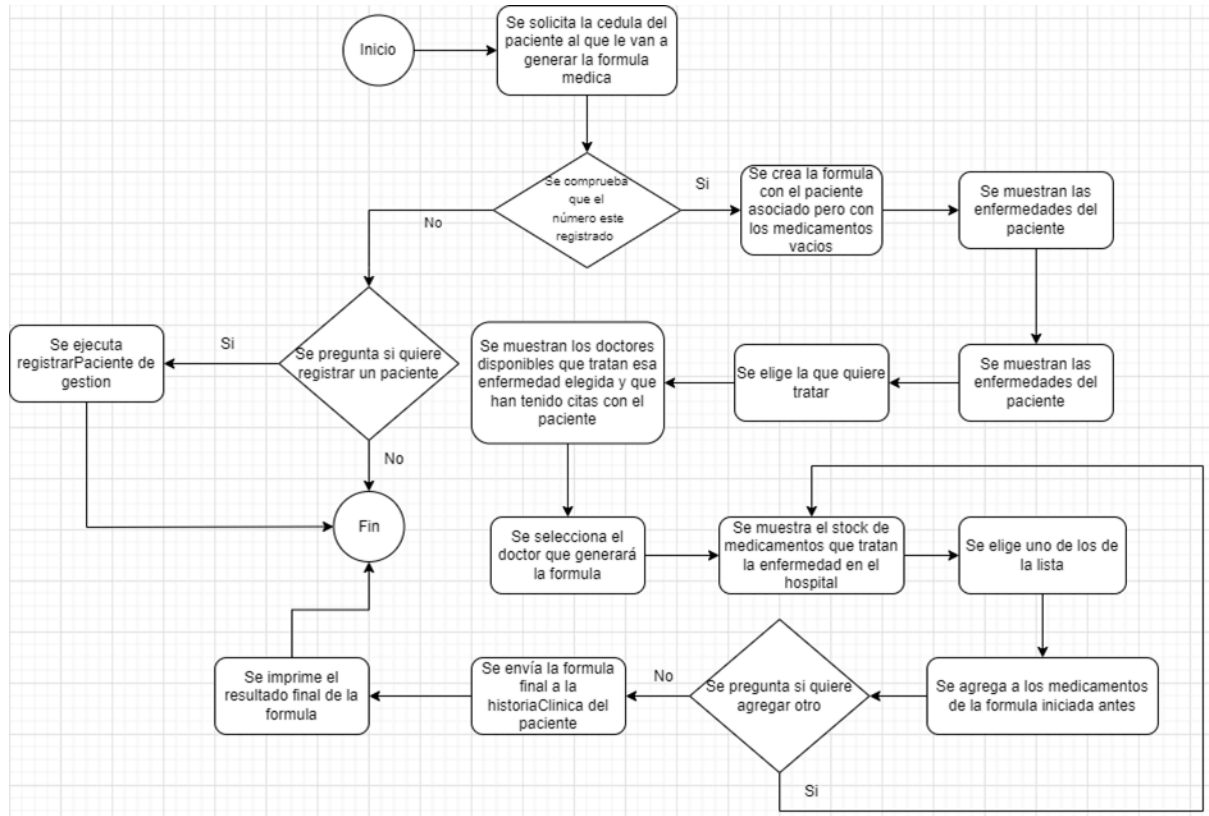 Inicio
Se solicita la cedula del
paciente al que le van a
generar la formula
medica
Se comprueba
que el
número este
registrado
Si
No
Se crea la formula
con el paciente
asociado pero con
los medicamentos
vacios
Se muestran las
enfermedades del
paciente
Se muestran las
enfermedades del
paciente
Se elige la que quiere
tratar
Se muestran los doctores
disponibles que tratan esa
enfermedad elegida y que
han tenido citas con el
paciente
Se pregunta si quiere
registrar un paciente
Si
Se ejecuta
registrarPaciente de
gestion
No
Fin
Se selecciona el
doctor que generará
la formula
Se muestra el stock de
medicamentos que tratan
la enfermedad en el
hospital
Se elige uno de los de
la lista
Se agrega a los medicamentos
de la formula iniciada antes
Se pregunta si quiere
agregar otro
No
Si
Se envía la formula
final a la
historiaClinica del
paciente
Se imprime el
resultado final de la
formula